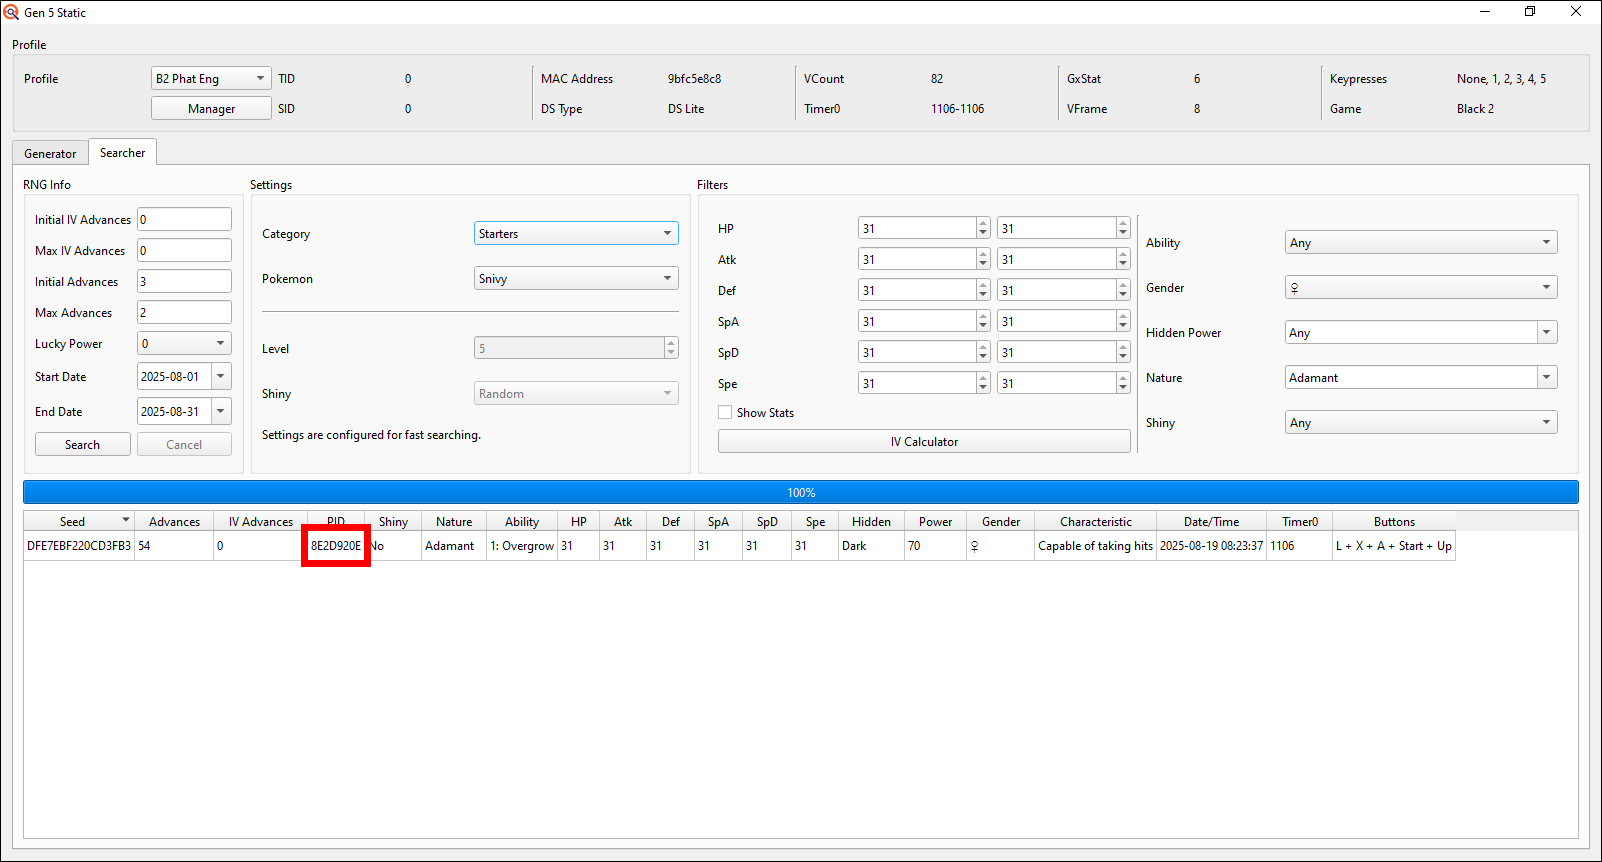 Gen 5 Static
Profile
Profile B2 Phat Eng TID 0 MAC Address 9bfc5e8c8 VCount 82 GxStat 6 Keypresses None, 1, 2, 3, 4, 5
Manager SID 0 DS Type DS Lite Timer0 1106-1106 VFrame 8 Game Black 2
Generator Searcher
RNG Info Settings Filters
Initial IV Advances 0
Max IV Advances 0
Initial Advances 3
Max Advances 2
Lucky Power 0
Start Date 2025-08-01
End Date 2025-08-31
Search Cancel
Category Starters
Pokemon Snivy
Level 5
Shiny Random
Settings are configured for fast searching.
HP 31 31
Atk 31 31
Def 31 31
SpA 31 31
SpD 31 31
Spe 31 31
Show Stats
IV Calculator
Ability Any
Gender ♀
Hidden Power Any
Nature Adamant
Shiny Any
100%
Seed Advances IV Advances PID Shiny Nature Ability HP Atk Def SpA SpD Spe Hidden Power Gender Characteristic Date/Time Timer0 Buttons
DFE7EBF220CD3FB3 54 0 8E2D920E No Adamant 1: Overgrow 31 31 31 31 31 31 Dark 70 ♀ Capable of taking hits 2025-08-19 08:23:37 1106 L + X + A + Start + Up